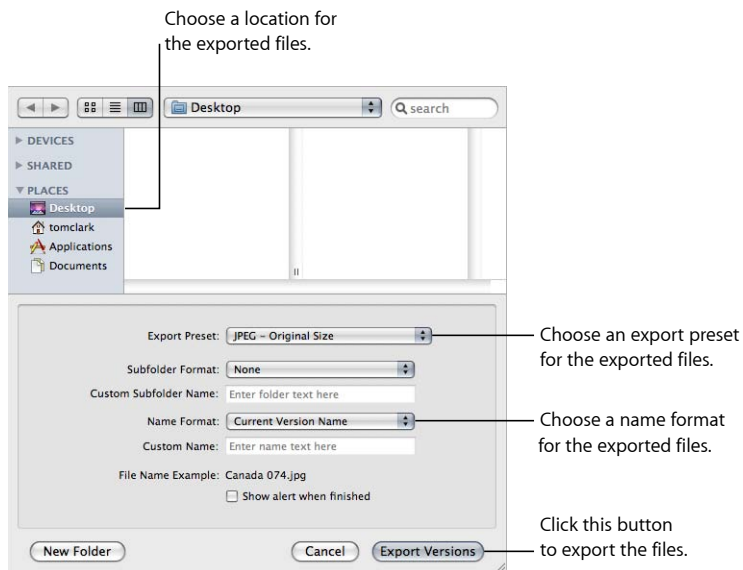 Choose a location for
the exported files.
Desktop
search
DEVICES
SHARED
PLACES
Desktop
tomclark
Applications
Documents
Export Preset: JPEG – Original Size
Choose an export preset
for the exported files.
Subfolder Format: None
Custom Subfolder Name: Enter folder text here
Name Format: Current Version Name
Choose a name format
for the exported files.
Custom Name: Enter name text here
File Name Example: Canada 074.jpg
Show alert when finished
Click this button
to export the files.
New Folder
Cancel
Export Versions